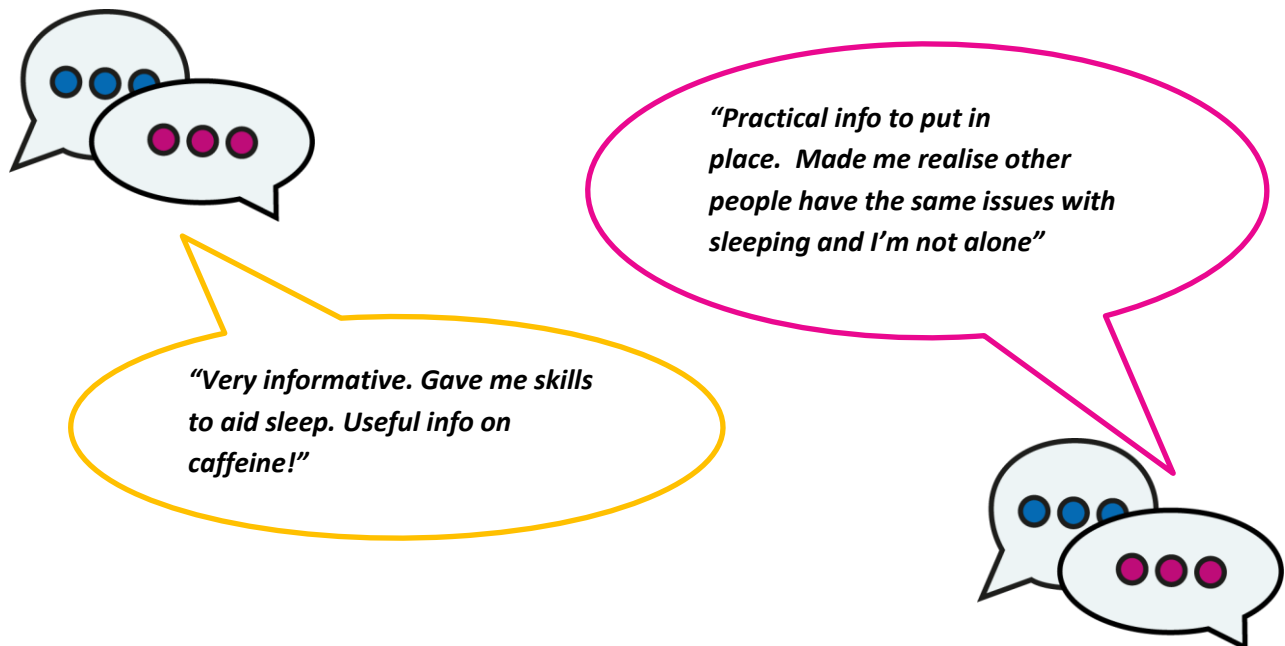 “Practical info to put in
place.  Made me realise other
people have the same issues with
sleeping and I’m not alone”
“Very informative. Gave me skills
to aid sleep. Useful info on
caffeine!”